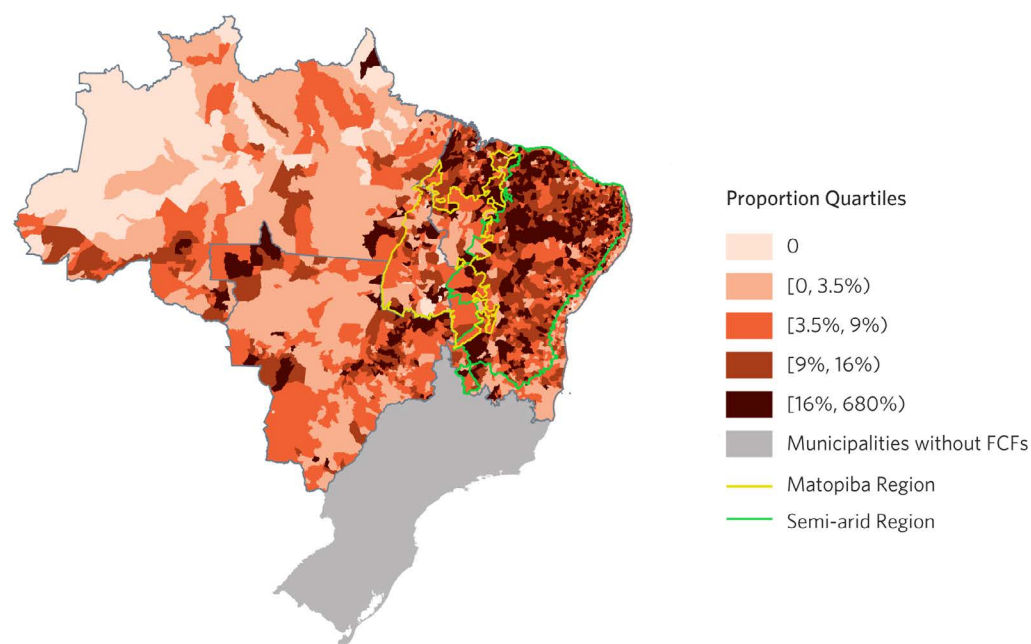 Proportion Quartiles
0
[0, 3.5%)
[3.5%, 9%)
[9%, 16%)
[16%, 680%)
Municipalities without FCFs
Matopiba Region
Semi-arid Region